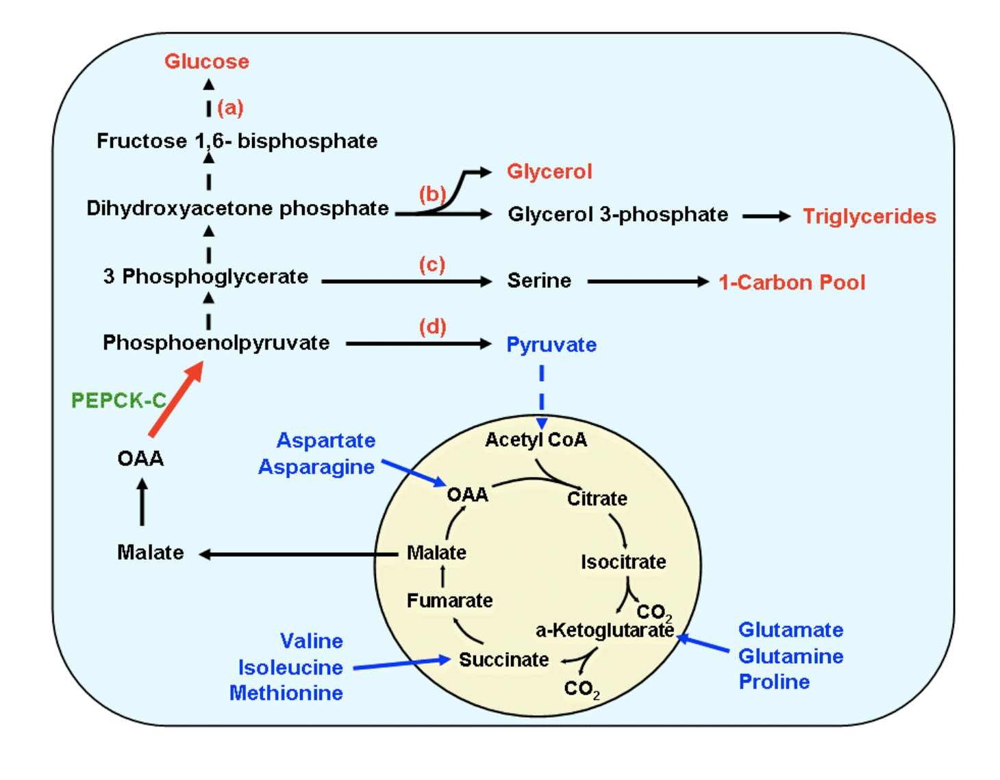 Glucose
(a)
Fructose 1,6- bisphosphate
Glycerol
(b)
Dihydroxyacetone phosphate
Glycerol 3-phosphate
Triglycerides
(c)
3 Phosphoglycerate
Serine
1-Carbon Pool
(d)
Phosphoenolpyruvate
Pyruvate
PEPCK-C
OAA
Malate
Aspartate
Asparagine
Acetyl CoA
OAA
Citrate
Malate
Isocitrate
Fumarate
CO2
a-Ketoglutarate
Glutamate
Glutamine
Proline
Valine
Isoleucine
Methionine
Succinate
CO2